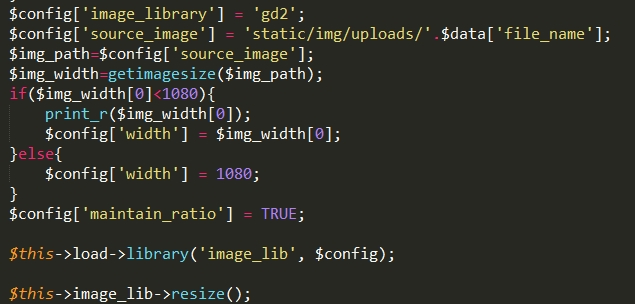 $config['image_library'] = 'gd2';
$config['source_image'] = 'static/img/uploads/'.$data['file_name'];
$img_path=$config['source_image'];
$img_width=getimagesize($img_path);
if($img_width[0]<1080){
    print_r($img_width[0]);
    $config['width'] = $img_width[0];
}else{
    $config['width'] = 1080;
}
$config['maintain_ratio'] = TRUE;

$this->load->library('image_lib', $config);

$this->image_lib->resize();